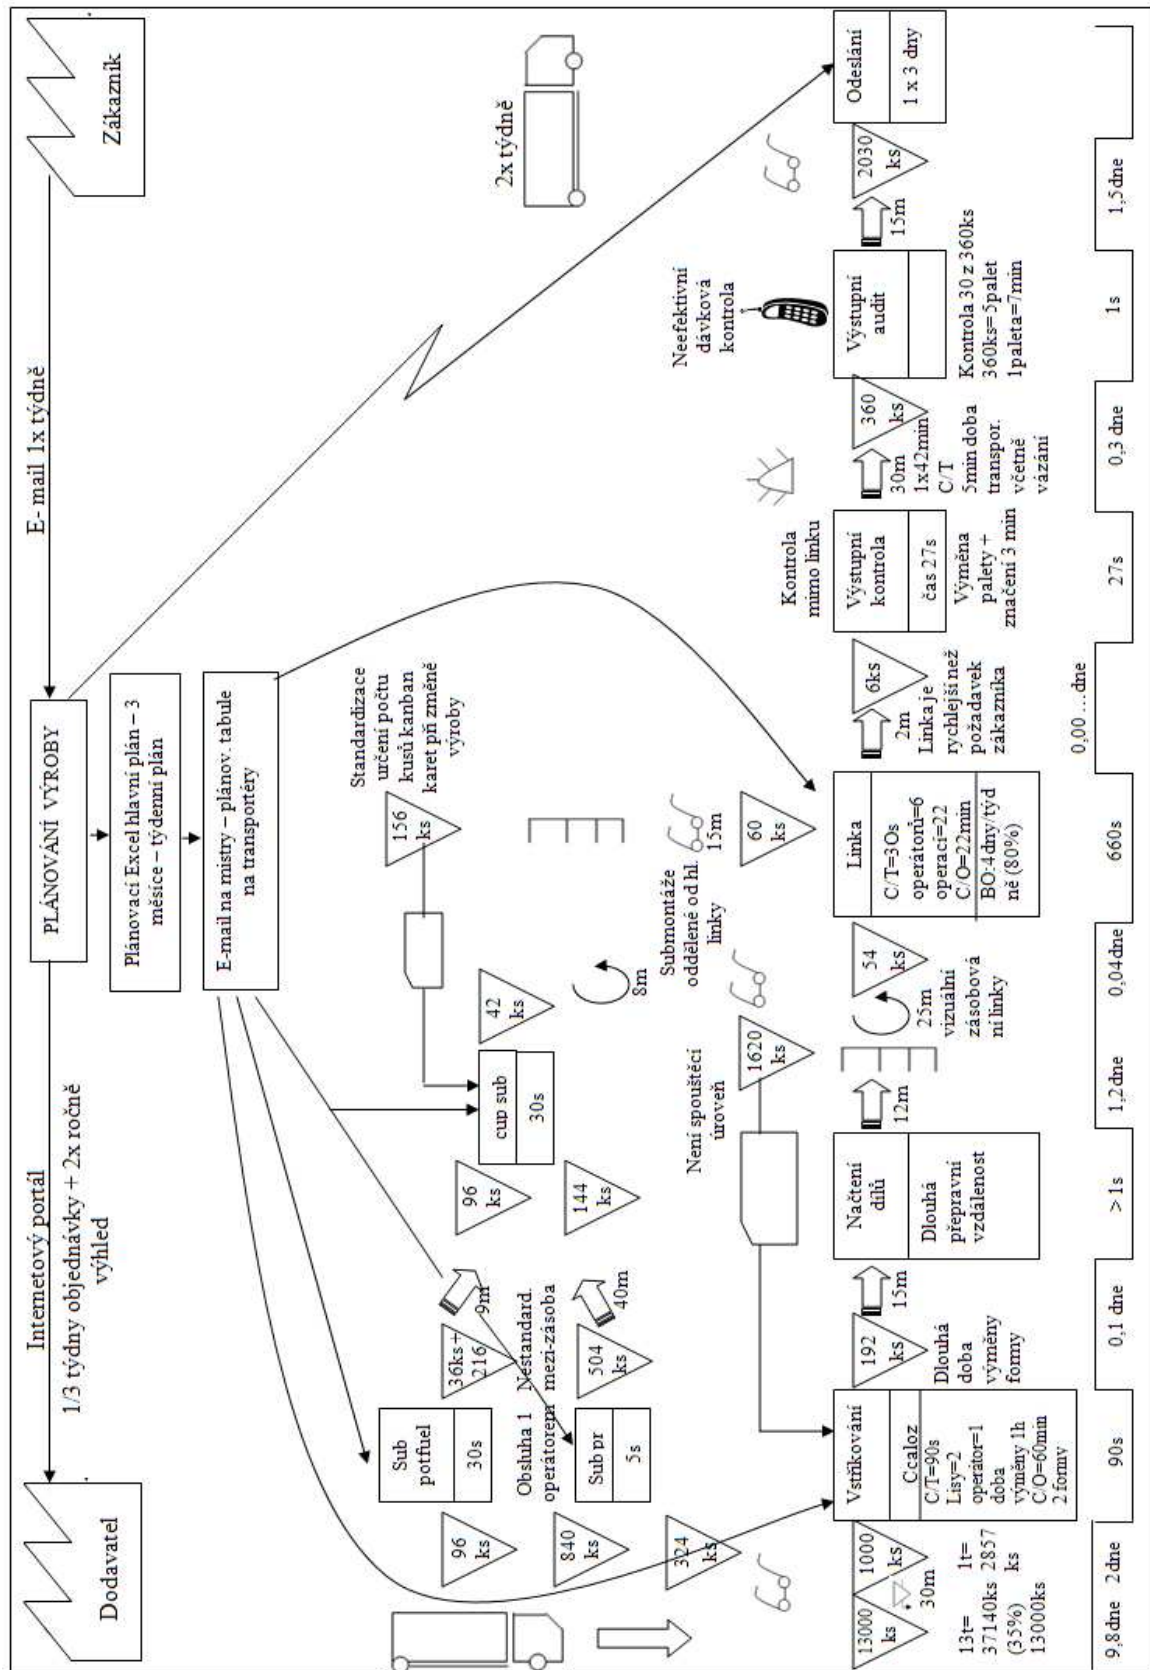 Dodavatel
Internetový portál
1/3 týdny objednávky + 2x ročně
výhled
PLÁNOVÁNÍ VÝROBY
E- mail 1x týdně
Zákazník
Plánovací Excel hlavní plán – 3
měsíce – týdenní plán
E-mail na mistry – plánov. tabule
na transportéry
2x týdně
Standardizace
určení počtu
kusů kanban
karet při změně
výroby
156
ks
Sub
potfuel
30s
Obsluha 1
operátorem
Sub pr
5s
96
ks
840
ks
324
ks
36ks+
216
9m
Nestandard.
mezi-zásoba
504
ks
40m
96
ks
144
ks
cup sub
30s
42
ks
8m
Submontáže
oddělené od hl.
linky
15m
60
ks
Není spouštěcí
úroveň
1620
ks
Kontrola
mimo linku
Neefektivní
dávková
kontrola
13000
ks
1000
ks
30m
13t=
37140ks
(35%)
13000ks
1t=
2857
ks
Vstřikování
Ccaloz
C/T=90s
Lisy=2
operátor=1
doba
výměny 1h
C/O=60min
2 formy
192
ks
Dlouhá
doba
výměny
formy
15m
Načtení
dílů
Dlouhá
přepravní
vzdálenost
12m
54
ks
25m
vizuální
zásobová
ní linky
Linka
C/T=3Os
operátorů=6
operací=22
C/O=22min
BO:4dny/týd
ně (80%)
6ks
2m
Linka je
rychlejší než
požadavek
zákazníka
Výstupní
kontrola
čas 27s
Výměna
palety +
značení 3 min
360
ks
30m
1x42min
C/T
5min doba
transpor.
včetně
vázání
Výstupní
audit
Kontrola 30 z 360ks
360ks=5palet
1paleta=7min
15m
2030
ks
Odeslání
1 x 3 dny
9,8dne
2dne
90s
0,1 dne
>1s
1,2dne
0,04dne
660s
0,00 ...dne
27s
0,3 dne
1s
1,5dne